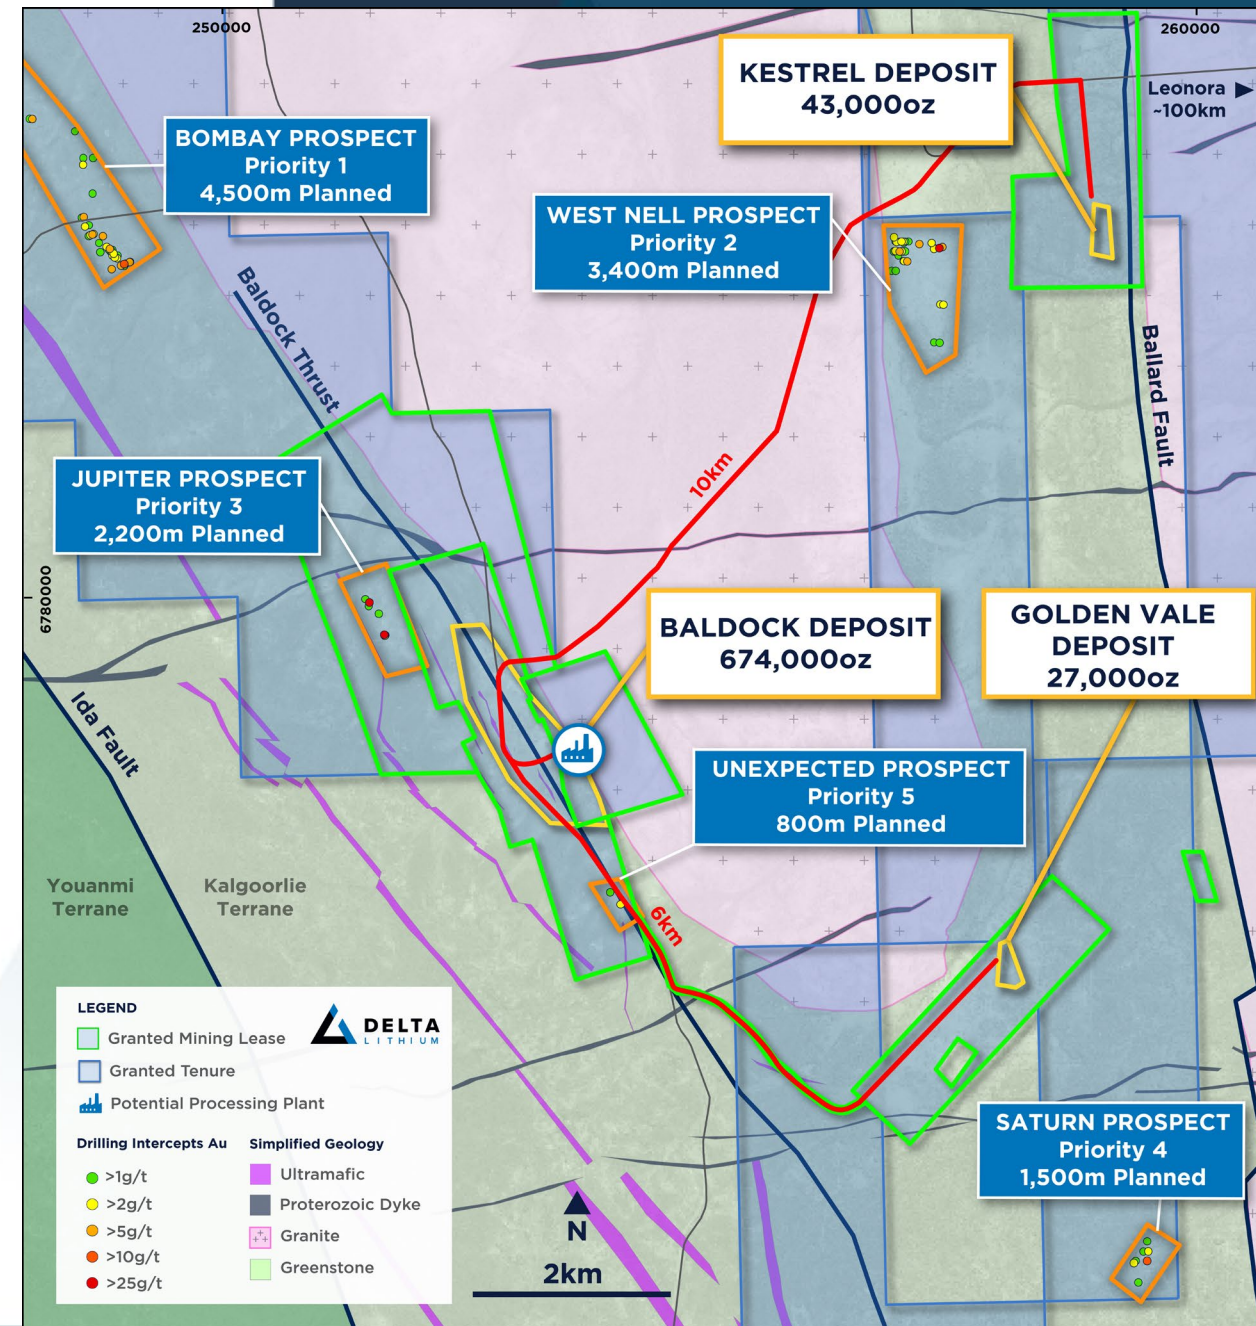 250000
260000
KESTREL DEPOSIT
43,000oz
Leonora
~100km
BOMBAY PROSPECT
Priority 1
4,500m Planned
WEST NELL PROSPECT
Priority 2
3,400m Planned
Baldock Thrust
Ballard Fault
JUPITER PROSPECT
Priority 3
2,200m Planned
10km
6780000
BALDOCK DEPOSIT
674,000oz
GOLDEN VALE
DEPOSIT
27,000oz
Ida Fault
UNEXPECTED PROSPECT
Priority 5
800m Planned
Youanmi
Terrane
Kalgoorlie
Terrane
6km
LEGEND
Granted Mining Lease
Granted Tenure
Potential Processing Plant
DELTA
LITHIUM
Drilling Intercepts Au
>1g/t
>2g/t
>5g/t
>10g/t
>25g/t
Simplified Geology
Ultramafic
Proterozoic Dyke
Granite
Greenstone
N
2km
SATURN PROSPECT
Priority 4
1,500m Planned